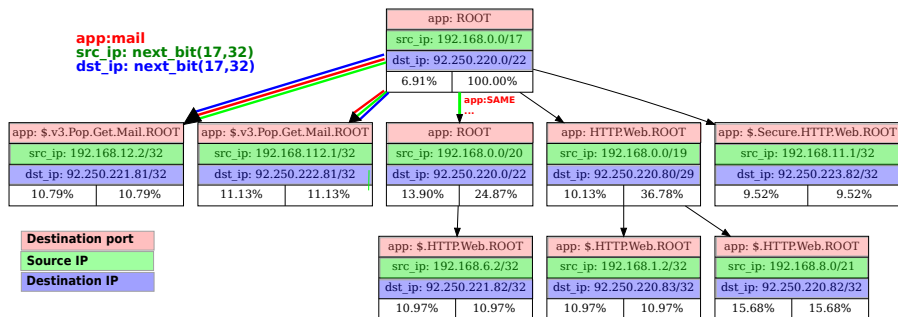 app: ROOT
src_ip: 192.168.0.0/17
dst_ip: 92.250.220.0/22
6.91% 100.00%
app:mail
src_ip: next_bit(17,32)
dst_ip: next_bit(17,32)
app:SAME
...
app: $.v3.Pop.Get.Mail.ROOT
src_ip: 192.168.12.2/32
dst_ip: 92.250.221.81/32
10.79% 10.79%
app: $.v3.Pop.Get.Mail.ROOT
src_ip: 192.168.112.1/32
dst_ip: 92.250.222.81/32
11.13% 11.13%
app: ROOT
src_ip: 192.168.0.0/20
dst_ip: 92.250.220.0/22
13.90% 24.87%
app: HTTP.Web.ROOT
src_ip: 192.168.0.0/19
dst_ip: 92.250.220.80/29
10.13% 36.78%
app: $.Secure.HTTP.Web.ROOT
src_ip: 192.168.11.1/32
dst_ip: 92.250.223.82/32
9.52% 9.52%
Destination port
Source IP
Destination IP
app: $.HTTP.Web.ROOT
src_ip: 192.168.6.2/32
dst_ip: 92.250.221.82/32
10.97% 10.97%
app: $.HTTP.Web.ROOT
src_ip: 192.168.1.2/32
dst_ip: 92.250.220.83/32
10.97% 10.97%
app: $.HTTP.Web.ROOT
src_ip: 192.168.8.0/21
dst_ip: 92.250.220.82/32
15.68% 15.68%